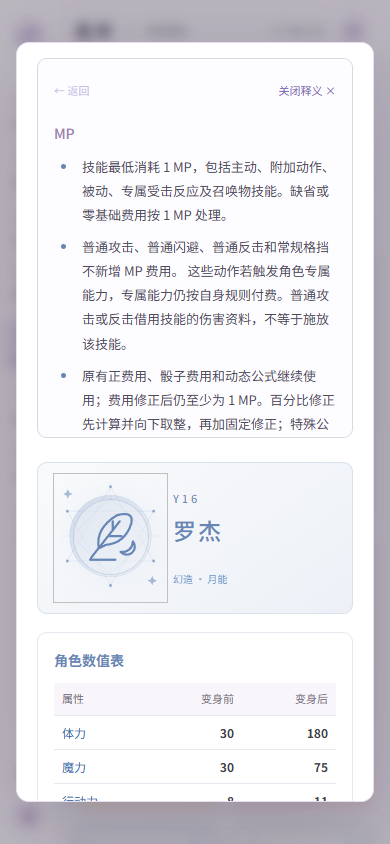 ← 返回
关闭释义 ×
MP
技能最低消耗 1 MP，包括主动、附加动作、
被动、专属受击反应及召唤物技能。缺省或
零基础费用按 1 MP 处理。
普通攻击、普通闪避、普通反击和常规格挡
不新增 MP 费用。 这些动作若触发角色专属
能力，专属能力仍按自身规则付费。普通攻
击或反击借用技能的伤害资料，不等于施放
该技能。
原有正费用、骰子费用和动态公式继续使
用；费用修正后仍至少为 1 MP。百分比修正
先计算并向下取整，再加固定修正；特殊公
Y16
罗杰
幻造 · 月能
角色数值表
属性 变身前 变身后
体力 30 180
魔力 30 75
行动力 8 11